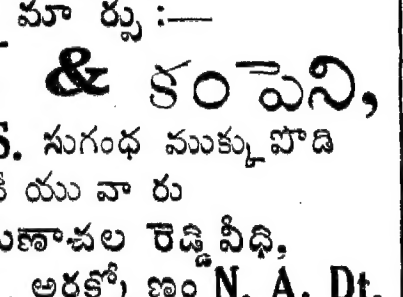 మా ర్పు :—
& కంపెని,
సుగంధ ముక్కుపొడి
యు వా రు
ణాచల రెడ్డి వీధి,
అరకోణం N. A. Dt.